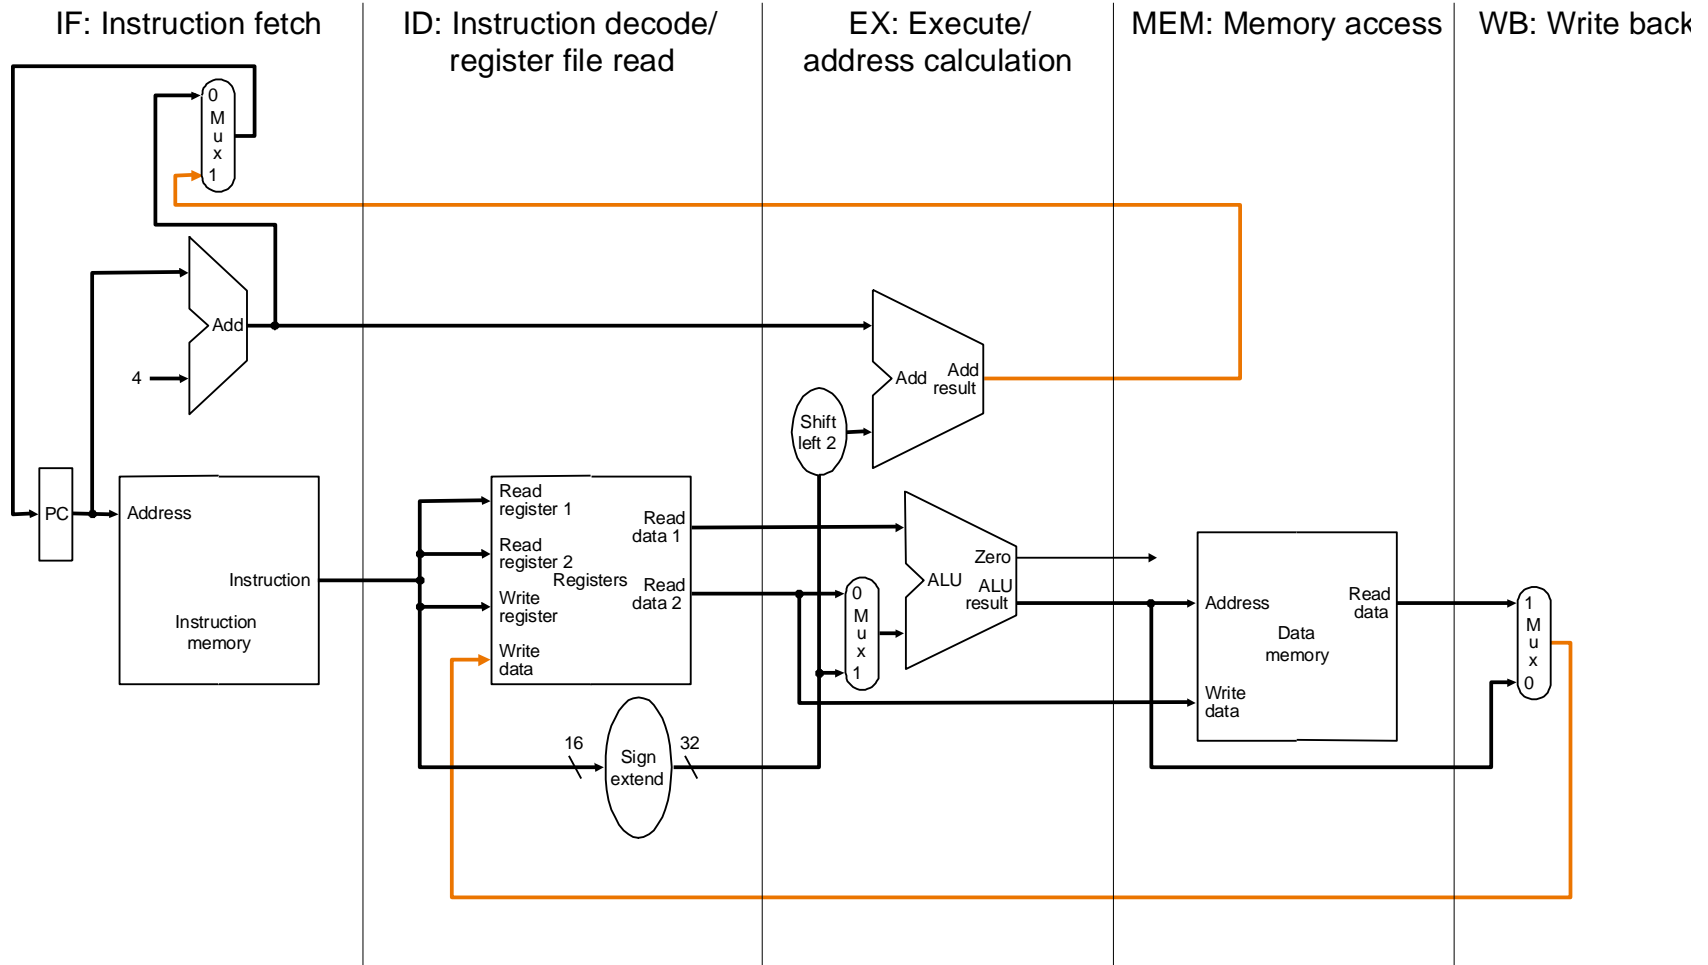 IF: Instruction fetch
ID: Instruction decode/
register file read
EX: Execute/
address calculation
MEM: Memory access
WB: Write back
0
M
u
x
1
Add
4
PC
Address
Instruction
Instruction
memory
Read
register 1
Read
register 2
Write
register
Write
data
Registers
Read
data 1
Read
data 2
16
Sign
extend
32
Shift
left 2
Add
Add
result
0
M
u
x
1
ALU
Zero
ALU
result
Address
Write
data
Data
memory
Read
data
1
M
u
x
0